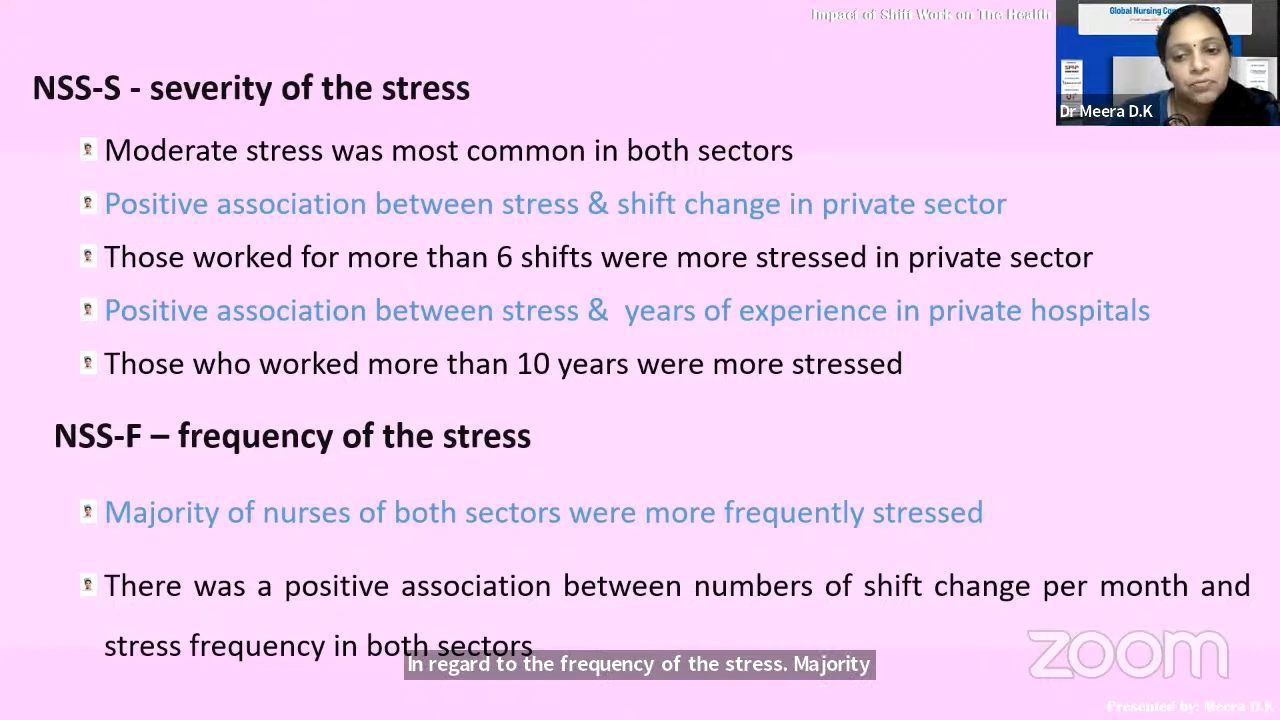 Impact of Shift Work on The Health
Global Nursing
Dr Meera D.K
NSS-S - severity of the stress
Moderate stress was most common in both sectors
Positive association between stress & shift change in private sector
Those worked for more than 6 shifts were more stressed in private sector
Positive association between stress & years of experience in private hospitals
Those who worked more than 10 years were more stressed
NSS-F – frequency of the stress
Majority of nurses of both sectors were more frequently stressed
There was a positive association between numbers of shift change per month and
stress frequency in both sectors
In regard to the frequency of the stress. Majority
zoom
Presented by: Meera D.K